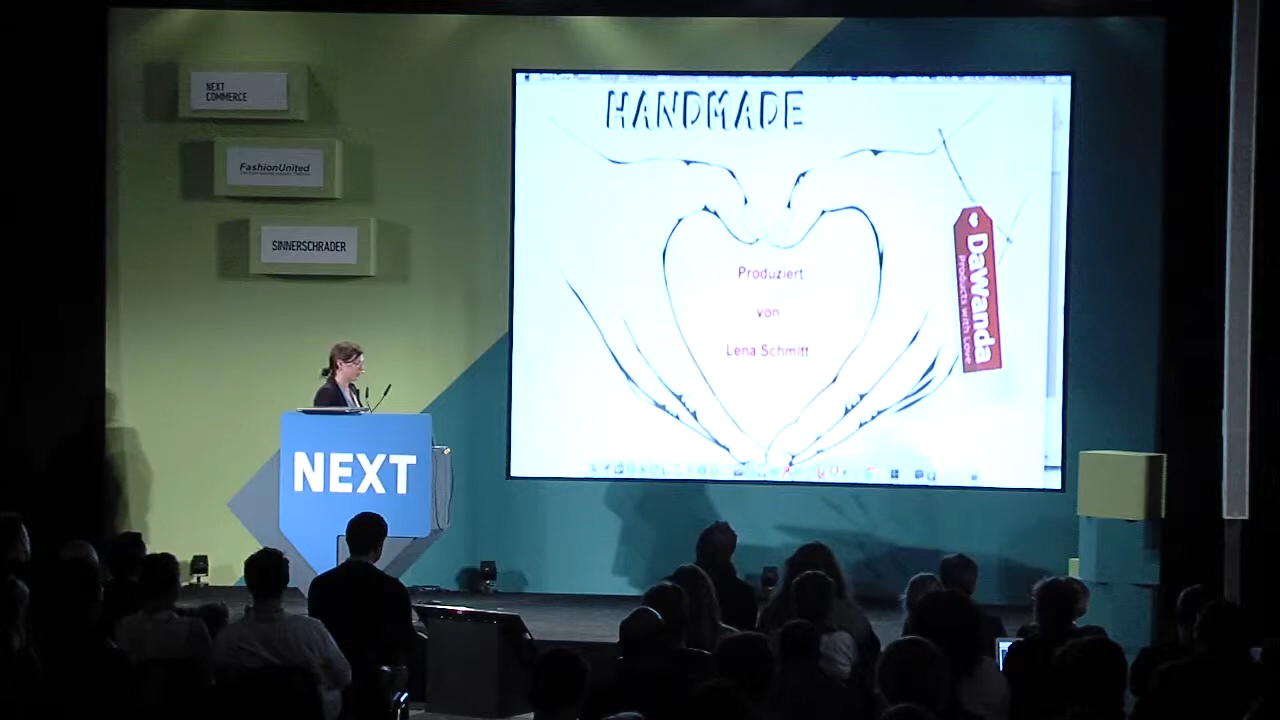 NEXT
COMMERCE
FashionUnited
SINNERSCHRADER
HANDMADE
Produziert
von
Lena Schmitt
DaWanda
Products with Love
NEXT